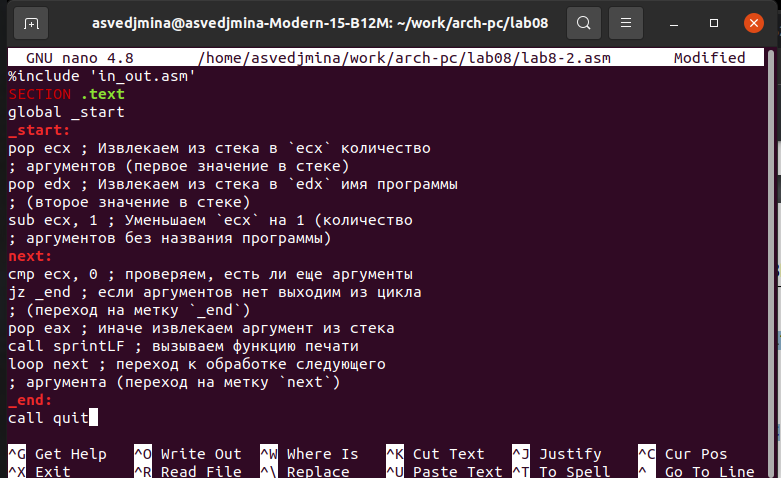 asvedjmina@asvedjmina-Modern-15-B12M: ~/work/arch-pc/lab08
GNU nano 4.8 /home/asvedjmina/work/arch-pc/lab08/lab8-2.asm Modified
%include 'in_out.asm'
SECTION .text
global _start
_start:
pop ecx ; Извлекаем из стека в `ecx` количество
; аргументов (первое значение в стеке)
pop edx ; Извлекаем из стека в `edx` имя программы
; (второе значение в стеке)
sub ecx, 1 ; Уменьшаем `ecx` на 1 (количество
; аргументов без названия программы)
next:
cmp ecx, 0 ; проверяем, есть ли еще аргументы
jz _end ; если аргументов нет выходим из цикла
; (переход на метку `_end`)
pop eax ; иначе извлекаем аргумент из стека
call sprintLF ; вызываем функцию печати
loop next ; переход к обработке следующего
; аргумента (переход на метку `next`)
_end:
call quit
^G Get Help ^O Write Out ^W Where Is ^K Cut Text ^J Justify ^C Cur Pos
^X Exit ^R Read File ^\ Replace ^U Paste Text ^T To Spell ^_ Go To Line